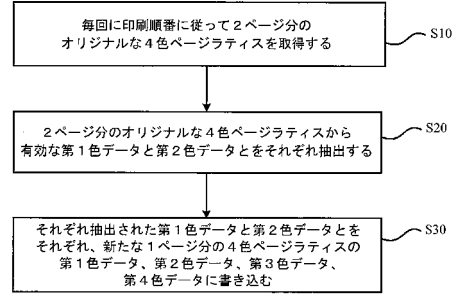 毎回に印刷順番に従って２ページ分の
オリジナルな４色ページラティスを取得する
S10
２ページ分のオリジナルな４色ページラティスから
有効な第１色データと第２色データとをそれぞれ抽出する
S20
それぞれ抽出された第１色データと第２色データとを
それぞれ、新たな１ページ分の４色ページラティスの
第１色データ、第２色データ、第３色データ、
第４色データに書き込む
S30